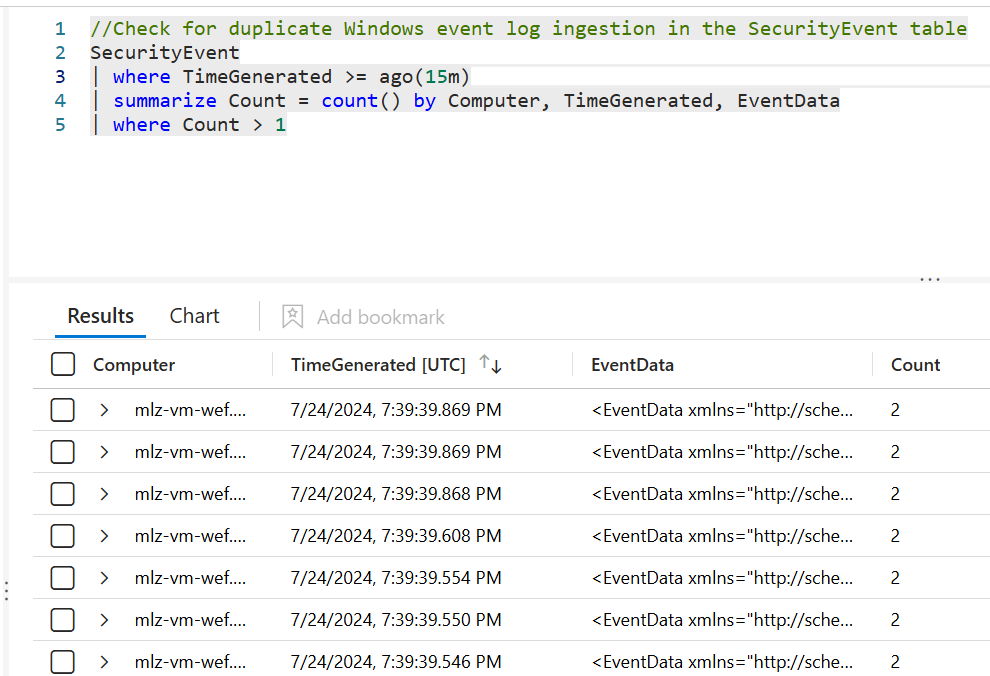 1 //Check for duplicate Windows event log ingestion in the SecurityEvent table
2 SecurityEvent
3 | where TimeGenerated >= ago(15m)
4 | summarize Count = count() by Computer, TimeGenerated, EventData
5 | where Count > 1
...
Results Chart Add bookmark
Computer TimeGenerated [UTC] ↑↓ EventData Count
> mlz-vm-wef.... 7/24/2024, 7:39:39.869 PM <EventData xmlns="http://sche... 2
> mlz-vm-wef.... 7/24/2024, 7:39:39.869 PM <EventData xmlns="http://sche... 2
> mlz-vm-wef.... 7/24/2024, 7:39:39.868 PM <EventData xmlns="http://sche... 2
> mlz-vm-wef.... 7/24/2024, 7:39:39.608 PM <EventData xmlns="http://sche... 2
> mlz-vm-wef.... 7/24/2024, 7:39:39.554 PM <EventData xmlns="http://sche... 2
> mlz-vm-wef.... 7/24/2024, 7:39:39.550 PM <EventData xmlns="http://sche... 2
> mlz-vm-wef.... 7/24/2024, 7:39:39.546 PM <EventData xmlns="http://sche... 2